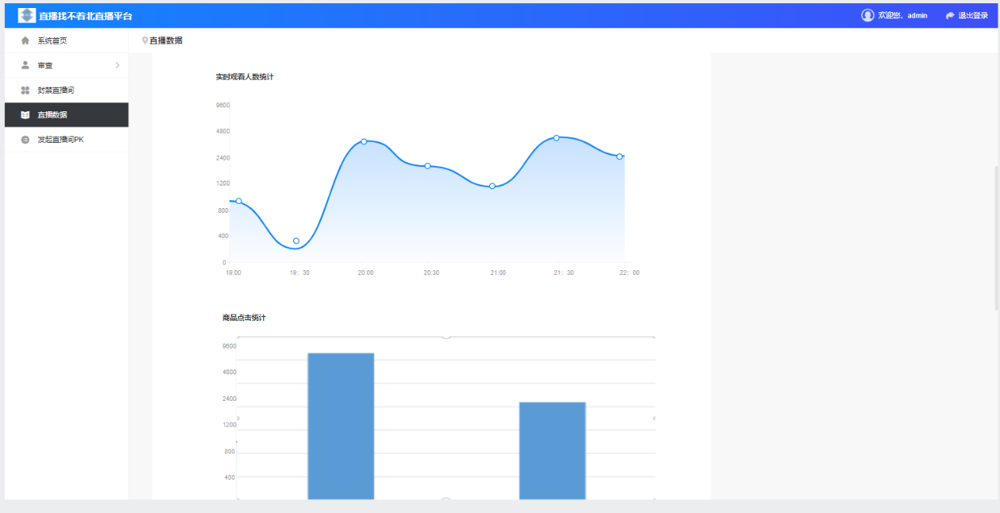 直播找不着北直播平台
欢迎您，admin
退出登录
系统首页
审查
封禁直播间
直播数据
发起直播间PK
直播数据
实时观看人数统计
9600
4800
2400
1200
800
400
0
19:00 19：30 20:00 20:30 21:00 21：30 22：00
商品点击统计
9600
4800
2400
1200
800
400